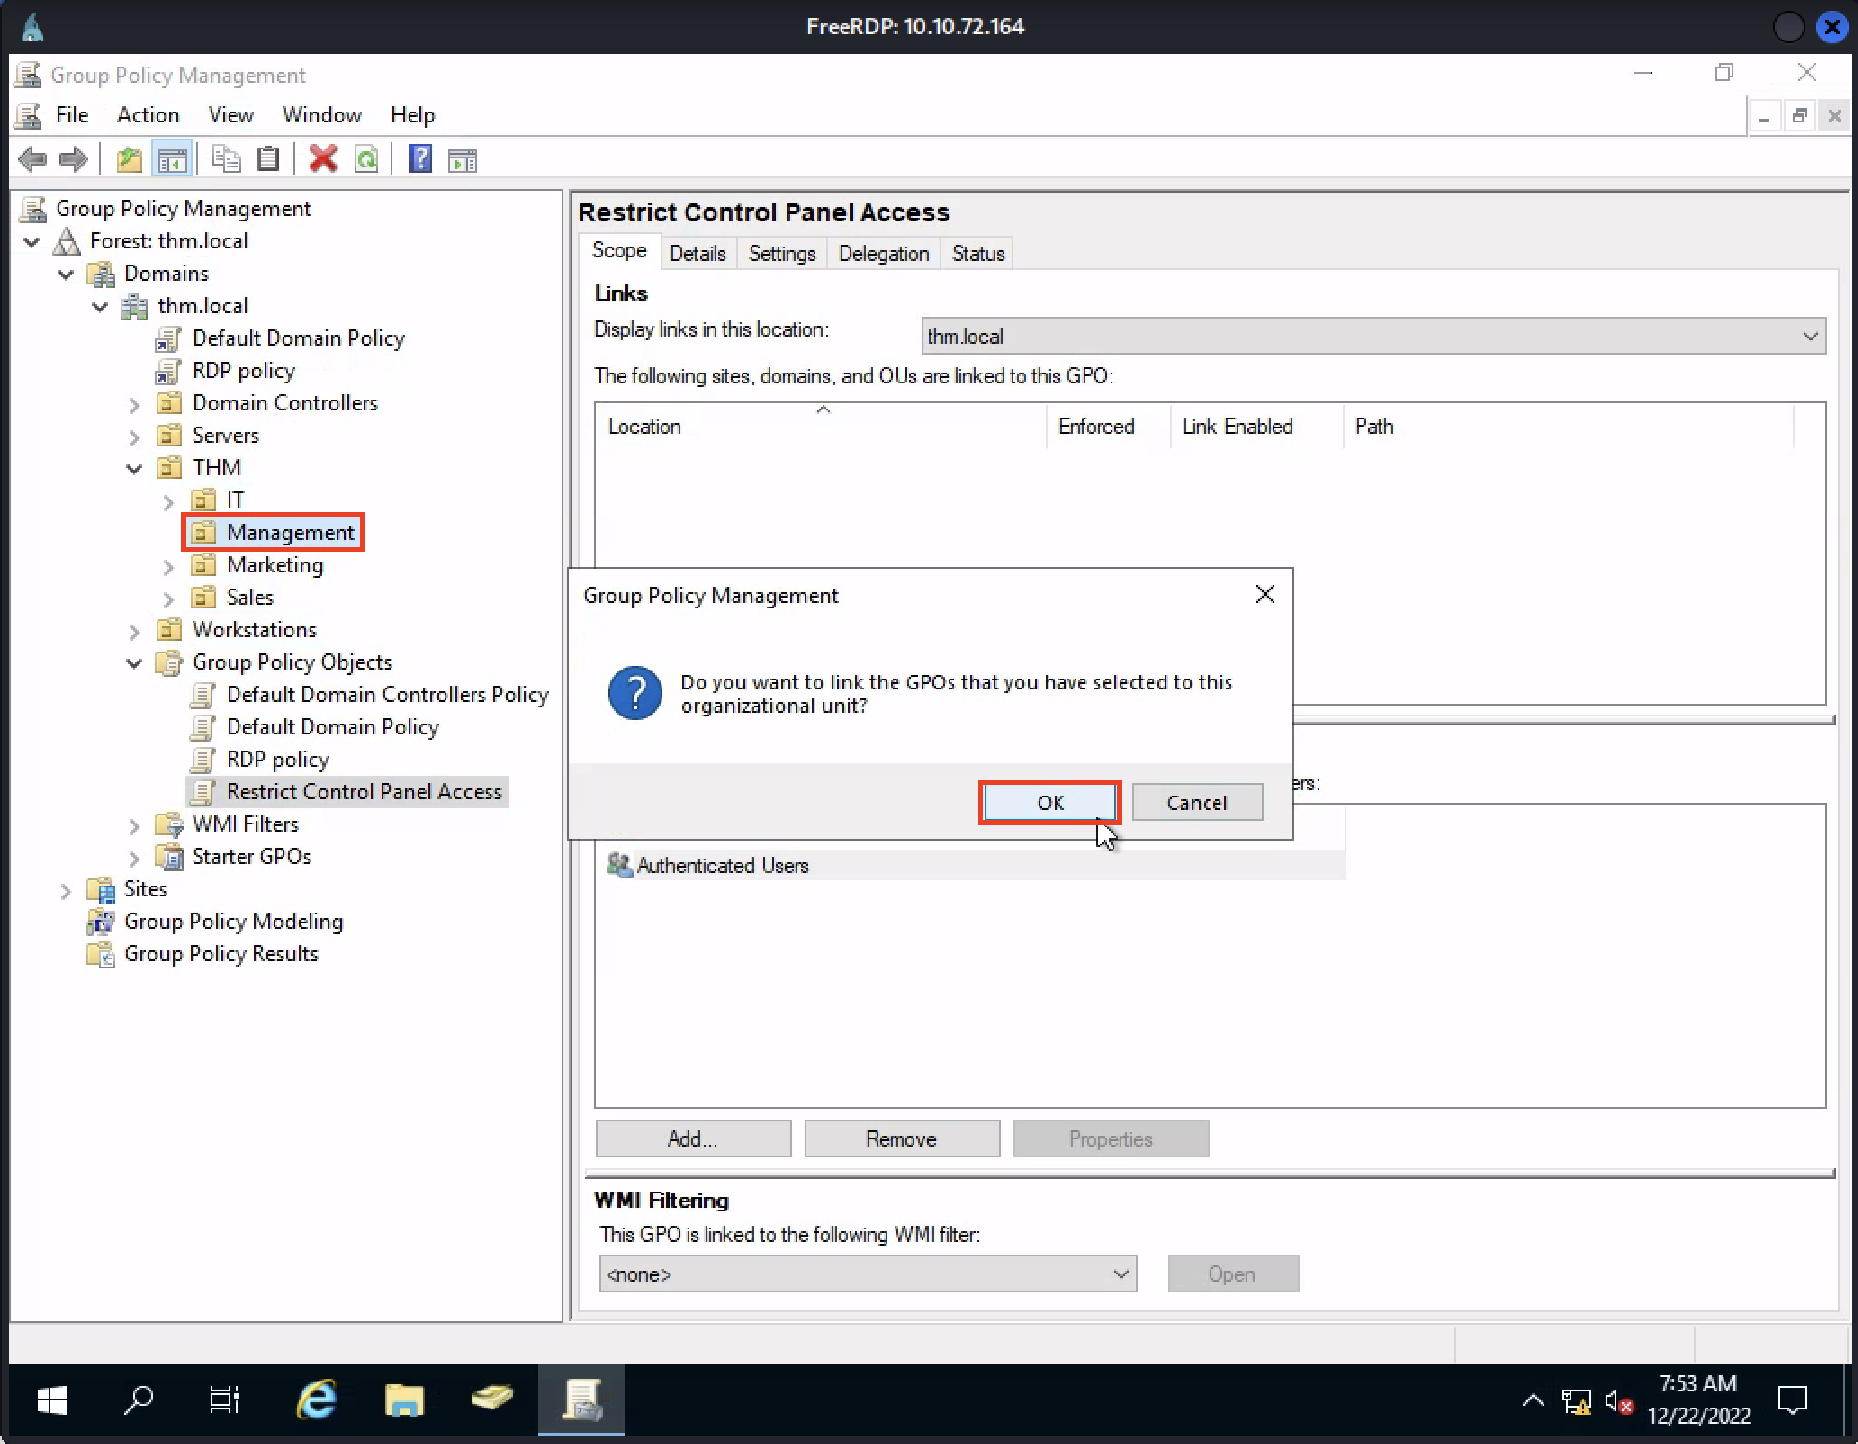 FreeRDP: 10.10.72.164
Group Policy Management
File Action View Window Help
Group Policy Management
Forest: thm.local
Domains
thm.local
Default Domain Policy
RDP policy
Domain Controllers
Servers
THM
IT
Management
Marketing
Sales
Workstations
Group Policy Objects
Default Domain Controllers Policy
Default Domain Policy
RDP policy
Restrict Control Panel Access
WMI Filters
Starter GPOs
Sites
Group Policy Modeling
Group Policy Results
Restrict Control Panel Access
Scope Details Settings Delegation Status
Links
Display links in this location: thm.local
The following sites, domains, and OUs are linked to this GPO:
Location Enforced Link Enabled Path
Group Policy Management
Do you want to link the GPOs that you have selected to this
organizational unit?
OK Cancel
ers:
Authenticated Users
Add... Remove Properties
WMI Filtering
This GPO is linked to the following WMI filter:
<none> Open
7:53 AM
12/22/2022